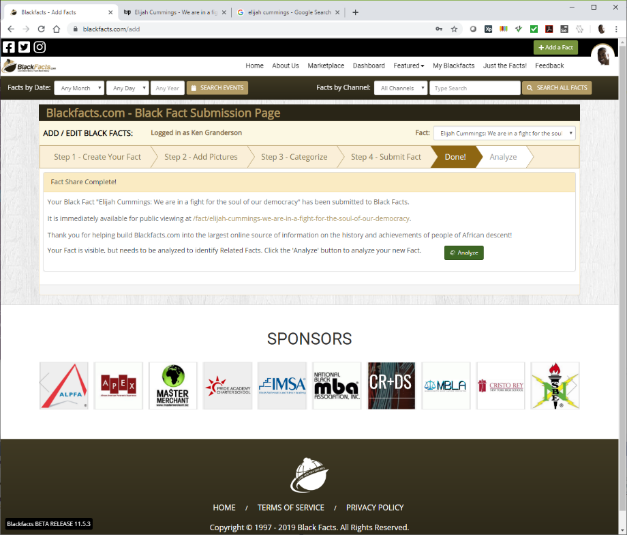 Blackfacts - Add Facts
Elijah Cummings - We are in a fi
elijah cummings - Google Search
blackfacts.com/add
+ Add a Fact
BlackFacts.com
Home About Us Marketplace Dashboard Featured My Blackfacts Just the Facts! Feedback
Facts by Date: Any Month Any Day Any Year SEARCH EVENTS Facts by Channel: All Channels Type Search SEARCH ALL FACTS
Blackfacts.com - Black Fact Submission Page
ADD / EDIT BLACK FACTS: Logged in as Ken Granderson Fact: Elijah Cummings: We are in a fight for the soul
Step 1 - Create Your Fact Step 2 - Add Pictures Step 3 - Categorize Step 4 - Submit Fact Done! Analyze
Fact Share Complete!
Your Black Fact "Elijah Cummings: We are in a fight for the soul of our democracy" has been submitted to Black Facts.
It is immediately available for public viewing at /fact/elijah-cummings-we-are-in-a-fight-for-the-soul-of-our-democracy.
Thank you for helping build Blackfacts.com into the largest online source of information on the history and achievements of people of African descent!
Your Fact is visible, but needs to be analyzed to identify Related Facts. Click the 'Analyze' button to analyze your new Fact. Analyze
SPONSORS
ALPFA
APEX
MASTER
MERCHANT
PRICE ACADEMY
CHARTER SCHOOL
IMSA
NATIONAL
BLACK
mba
ASSOCIATION, INC.
CR+DS
MBLA
CRISTO REY
HOME / TERMS OF SERVICE / PRIVACY POLICY
Copyright © 1997 - 2019 Black Facts. All Rights Reserved.
Blackfacts BETA RELEASE 11.5.3